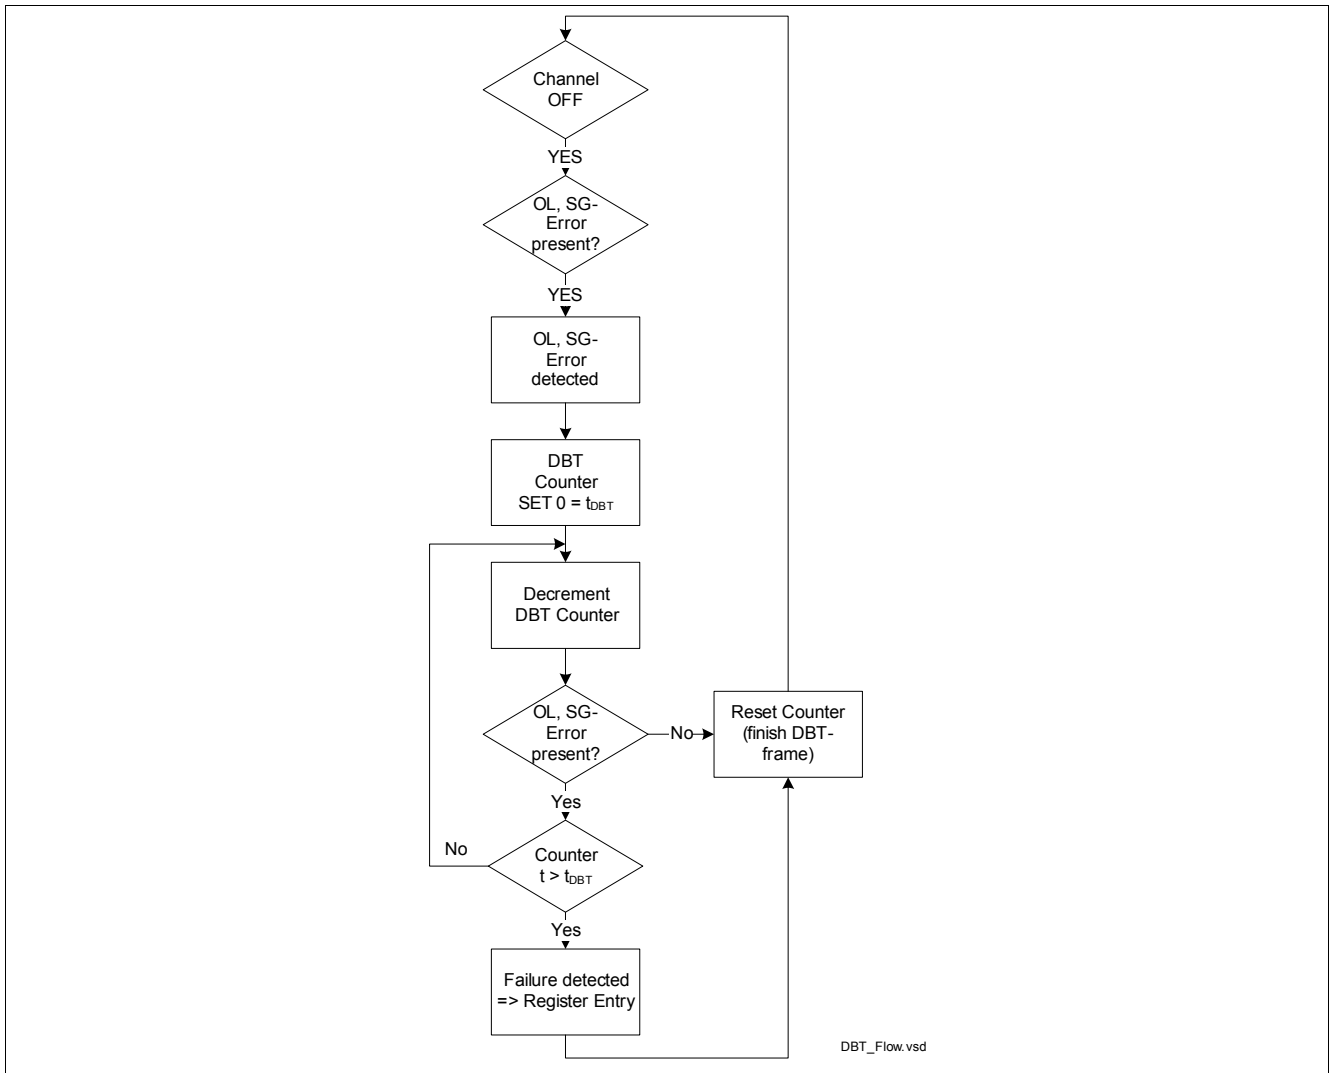 Channel
OFF
YES
OL, SG-
Error
present?
YES
OL, SG-
Error
detected
DBT
Counter
SET 0 = tDBT
Decrement
DBT Counter
OL, SG-
Error
present?
No
Reset Counter
(finish DBT-
frame)
Yes
No
Counter
t > tDBT
Yes
Failure detected
=> Register Entry
DBT_Flow.vsd